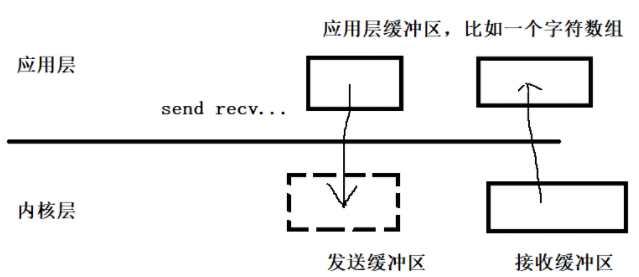 应用层缓冲区，比如一个字符数组
应用层
send recv...
内核层
发送缓冲区
接收缓冲区